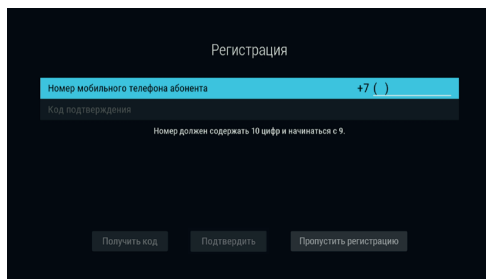 Регистрация
Номер мобильного телефона абонента +7 ( )
Код подтверждения
Номер должен содержать 10 цифр и начинаться с 9.
Получить код Подтвердить Пропустить регистрацию